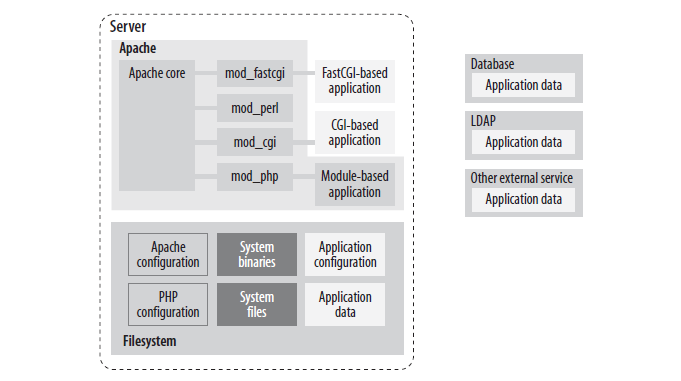 Server
Apache
Apache core
mod_fastcgi
FastCGI-based
application
mod_perl
mod_cgi
CGI-based
application
mod_php
Module-based
application
Apache
configuration
System
binaries
Application
configuration
PHP
configuration
System
files
Application
data
Filesystem
Database
Application data
LDAP
Application data
Other external service
Application data